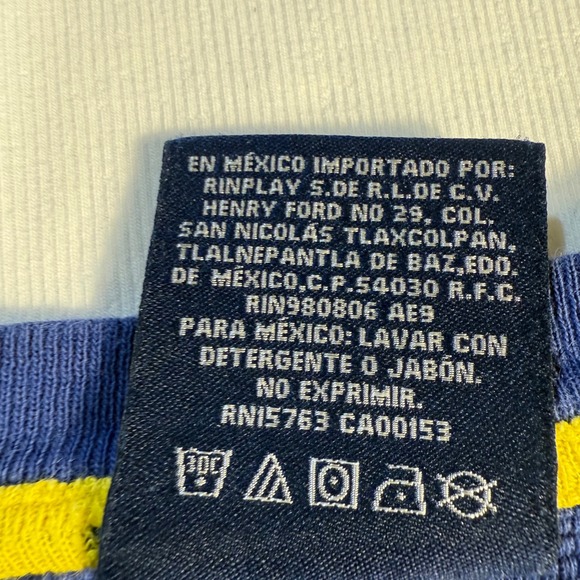 EN MÉXICO IMPORTADO POR:
RINPLAY S.DE R.L.DE C.V.
HENRY FORD NO 29, COL.
SAN NICOLÁS TLAXCOLPAN,
TLALNEPANTLA DE BAZ,EDO.
DE MÉXICO,C.P.54030 R.F.C.
RIN980806 AE9
PARA MÉXICO: LAVAR CON
DETERGENTE O JABÓN.
NO EXPRIMIR.
RN15763 CA00153
30C